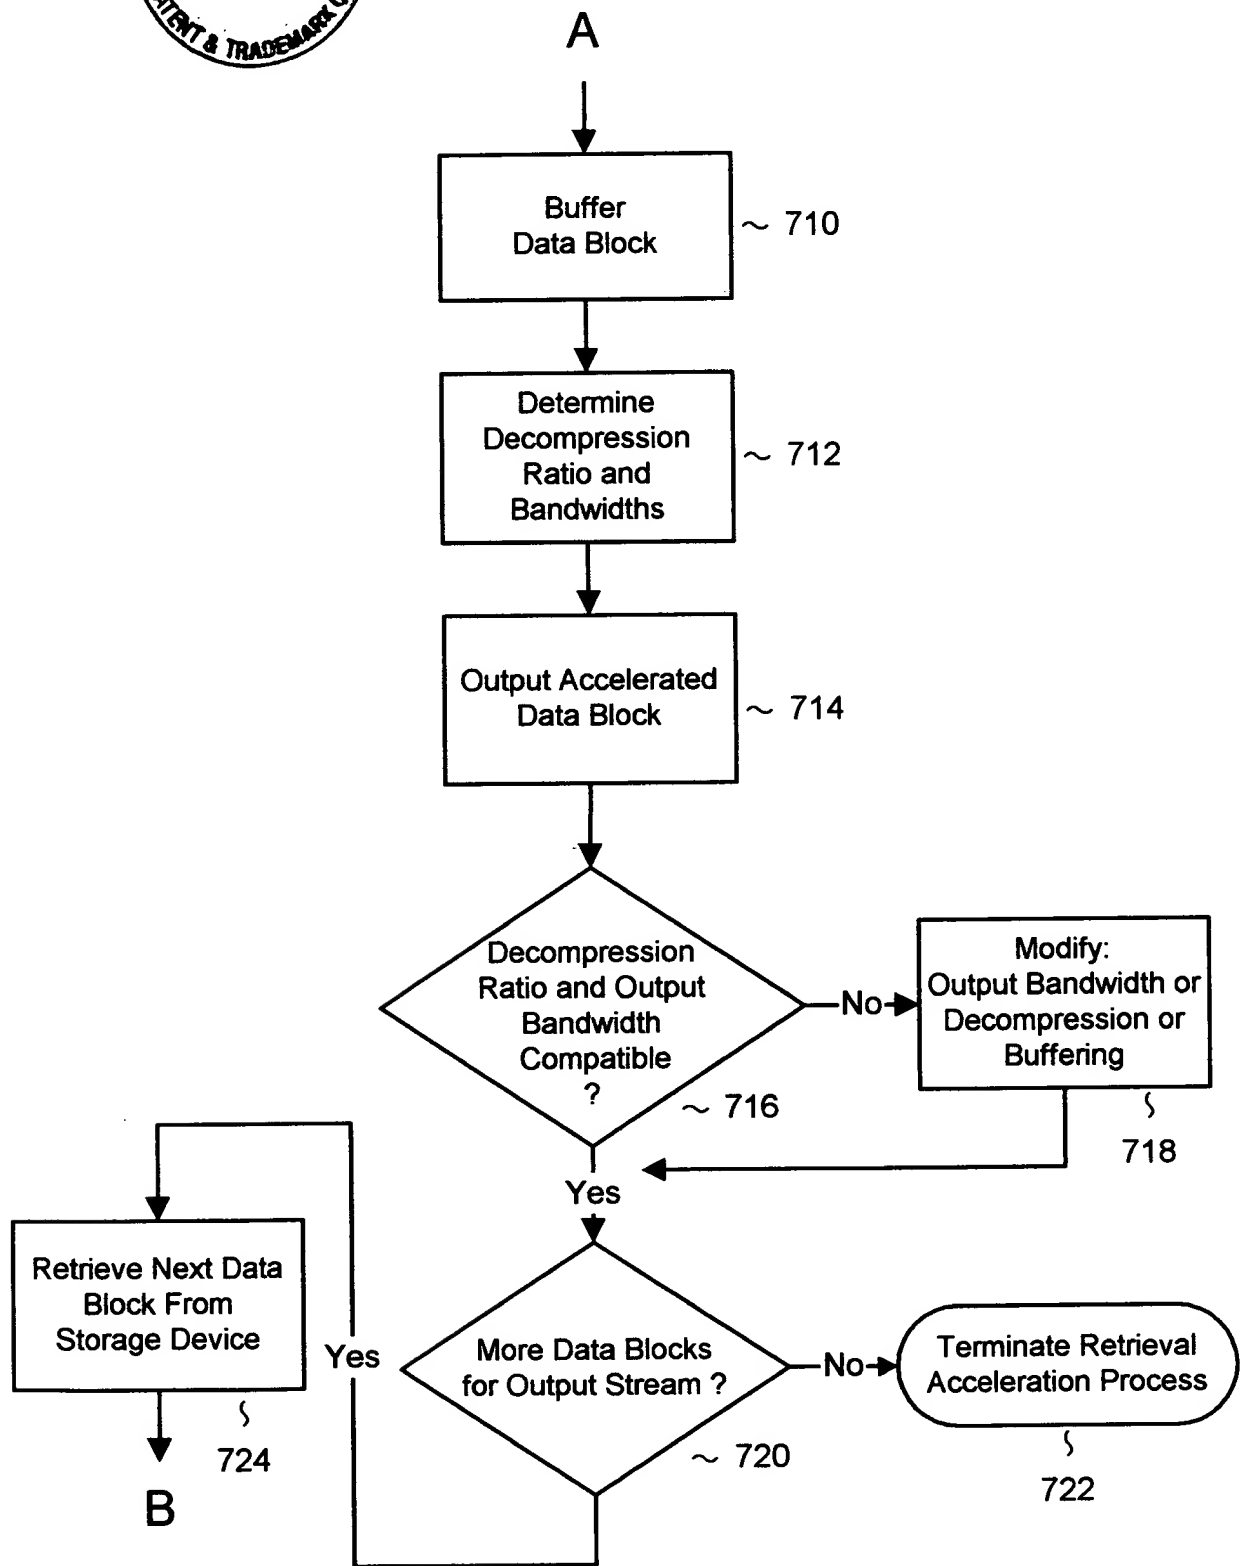 PATENT & TRADEMARK
A
Buffer
Data Block
~ 710
Determine
Decompression
Ratio and
Bandwidths
~ 712
Output Accelerated
Data Block
~ 714
Decompression
Ratio and Output
Bandwidth
Compatible
?
~ 716
No
Modify:
Output Bandwidth or
Decompression or
Buffering
718
Yes
Retrieve Next Data
Block From
Storage Device
724
B
Yes
More Data Blocks
for Output Stream ?
~ 720
No
Terminate Retrieval
Acceleration Process
722